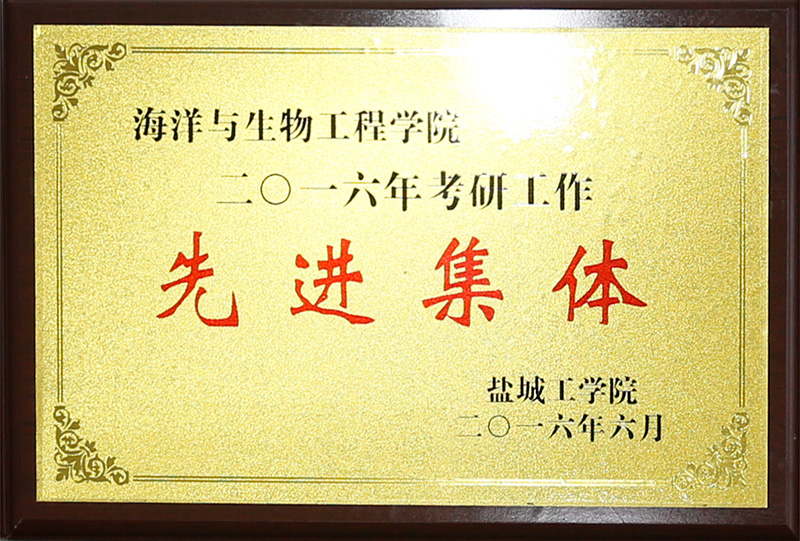 海洋与生物工程学院
二〇一六年考研工作
先进集体
盐城工学院
二〇一六年六月